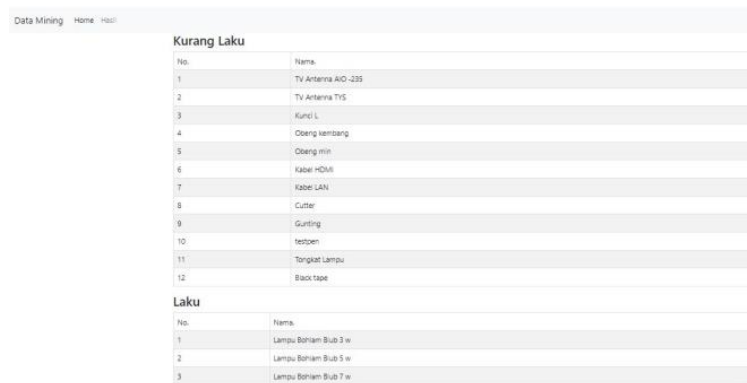 Data Mining Home Hasil
Kurang Laku
No. Nama.
1 TV Antenna AIO -235
2 TV Antenna TYS
3 Kunci L
4 Obeng kembang
5 Obeng min
6 Kabel HDMI
7 Kabel LAN
8 Cutter
9 Gunting
10 testpen
11 Tongkat Lampu
12 Black tape
Laku
No. Nama.
1 Lampu Bohlam Blub 3 w
2 Lampu Bohlam Blub 5 w
3 Lampu Bohlam Blub 7 w